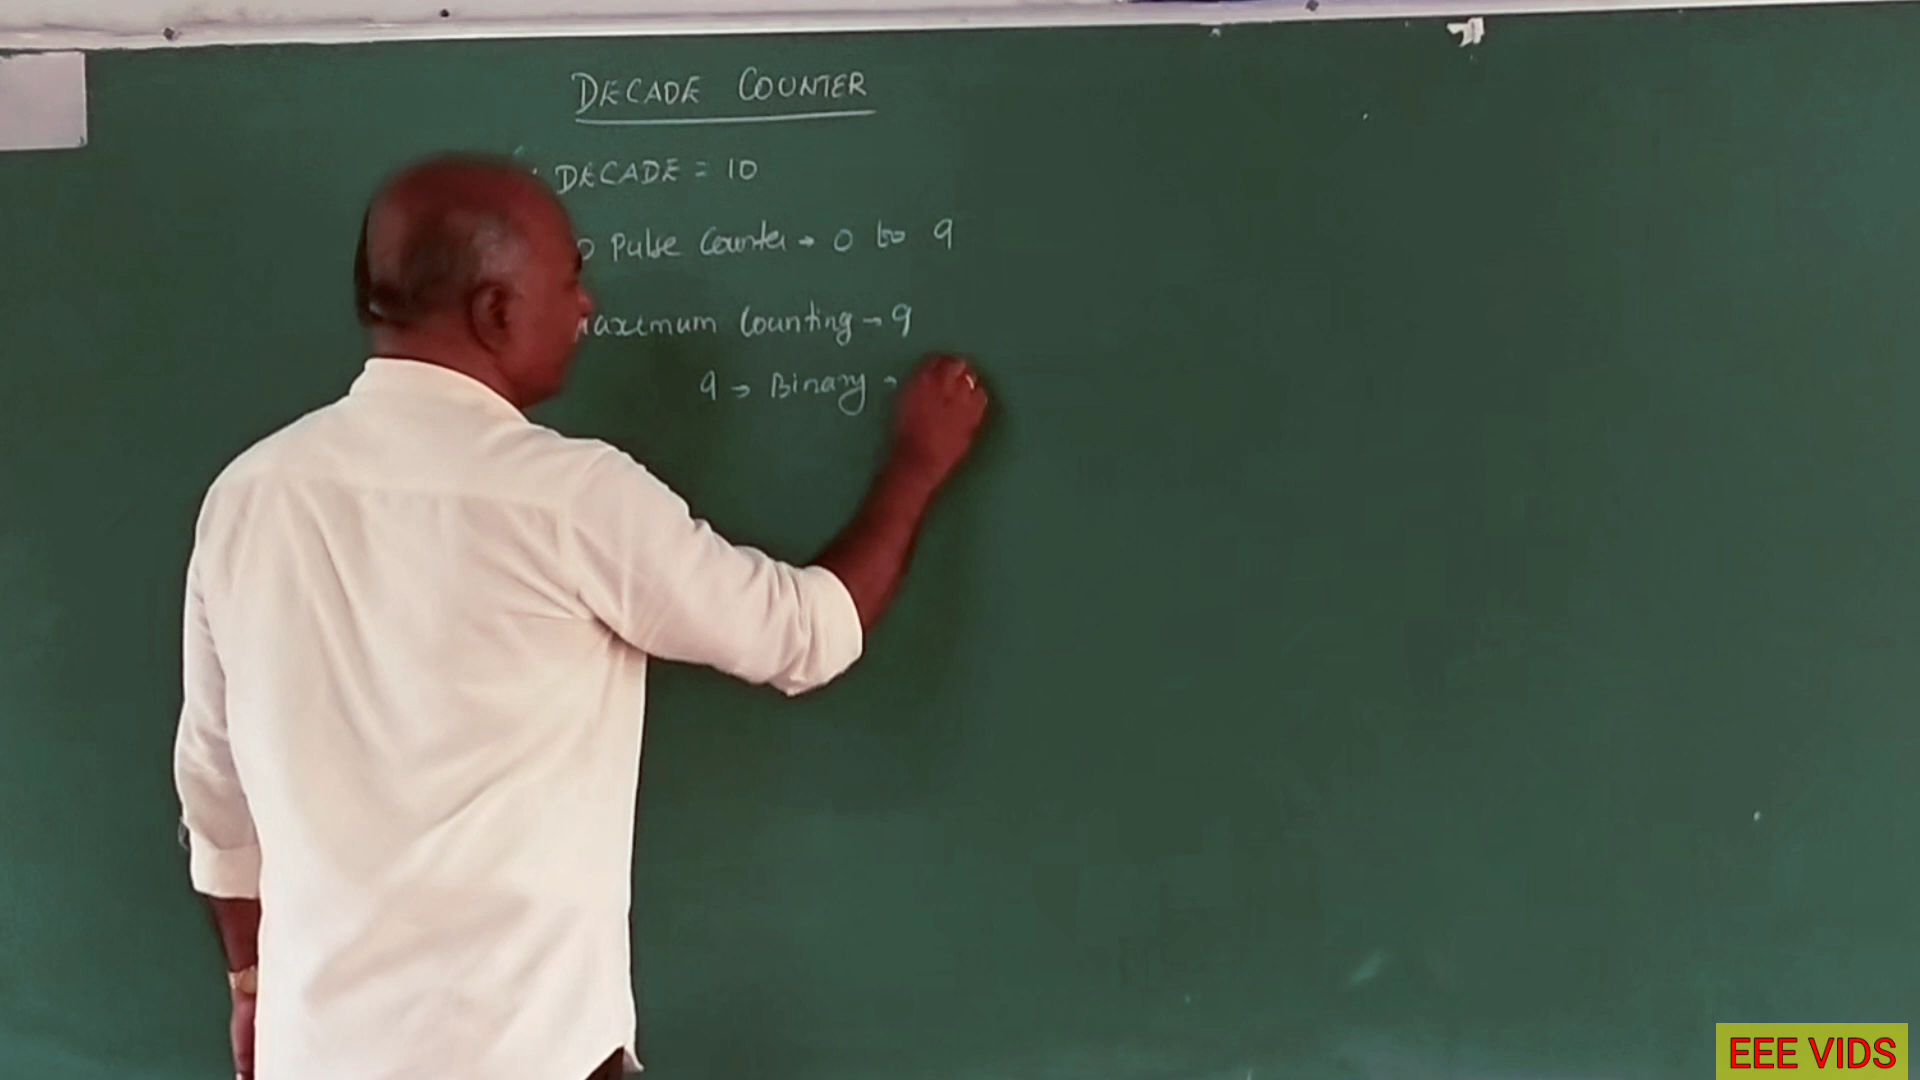 DECADE COUNTER
DECADE = 10
Pulse Counter → 0 to 9
maximum Counting → 9
9 → Binary →
EEE VIDS